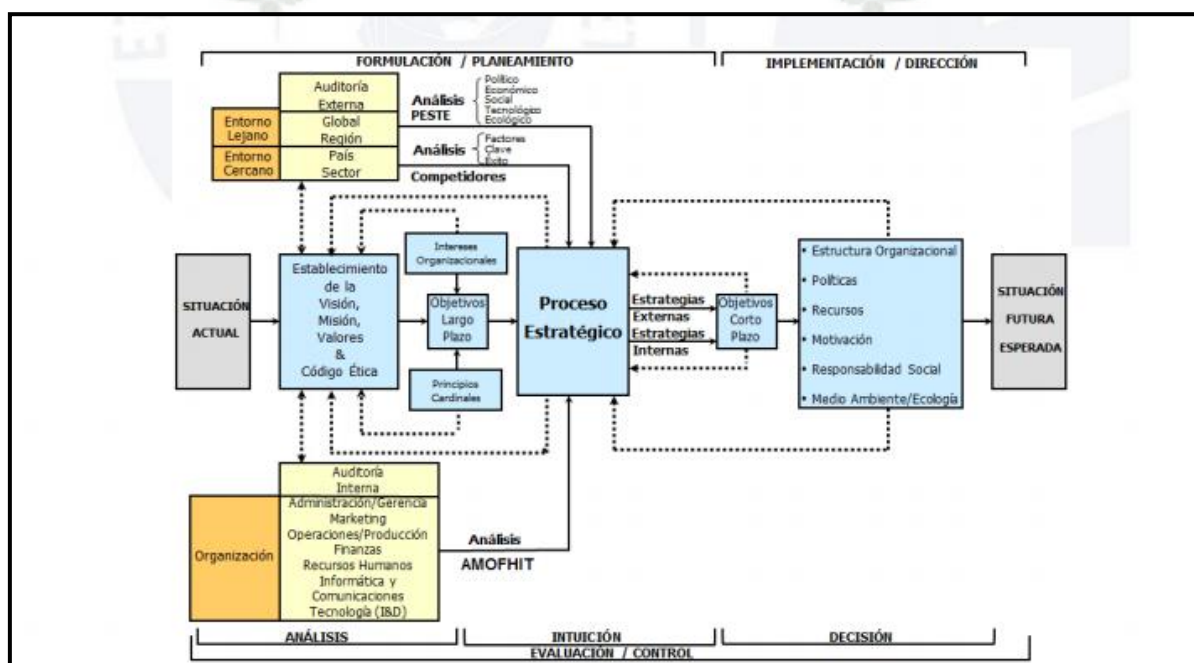 FORMULACIÓN / PLANEAMIENTO
IMPLEMENTACIÓN / DIRECCIÓN
Auditoría
Externa
Entorno
Lejano
Global
Región
Entorno
Cercano
País
Sector
Análisis
PESTE
Político
Económico
Social
Tecnológico
Ecológico
Análisis
Competidores
Factores
Clave
Éxito
SITUACIÓN
ACTUAL
Establecimiento
de la
Visión,
Misión,
Valores
&
Código Ética
Intereses
Organizacionales
Objetivos
Largo
Plazo
Principios
Cardinales
Proceso
Estratégico
Estrategias
Externas
Estrategias
Internas
Objetivos
Corto
Plazo
• Estructura Organizacional
• Políticas
• Recursos
• Motivación
• Responsabilidad Social
• Medio Ambiente/Ecología
SITUACIÓN
FUTURA
ESPERADA
Auditoría
Interna
Organización
Administración/Gerencia
Marketing
Operaciones/Producción
Finanzas
Recursos Humanos
Informática y
Comunicaciones
Tecnología (I&D)
Análisis
AMOFHIT
ANÁLISIS
INTUICIÓN
DECISIÓN
EVALUACIÓN / CONTROL